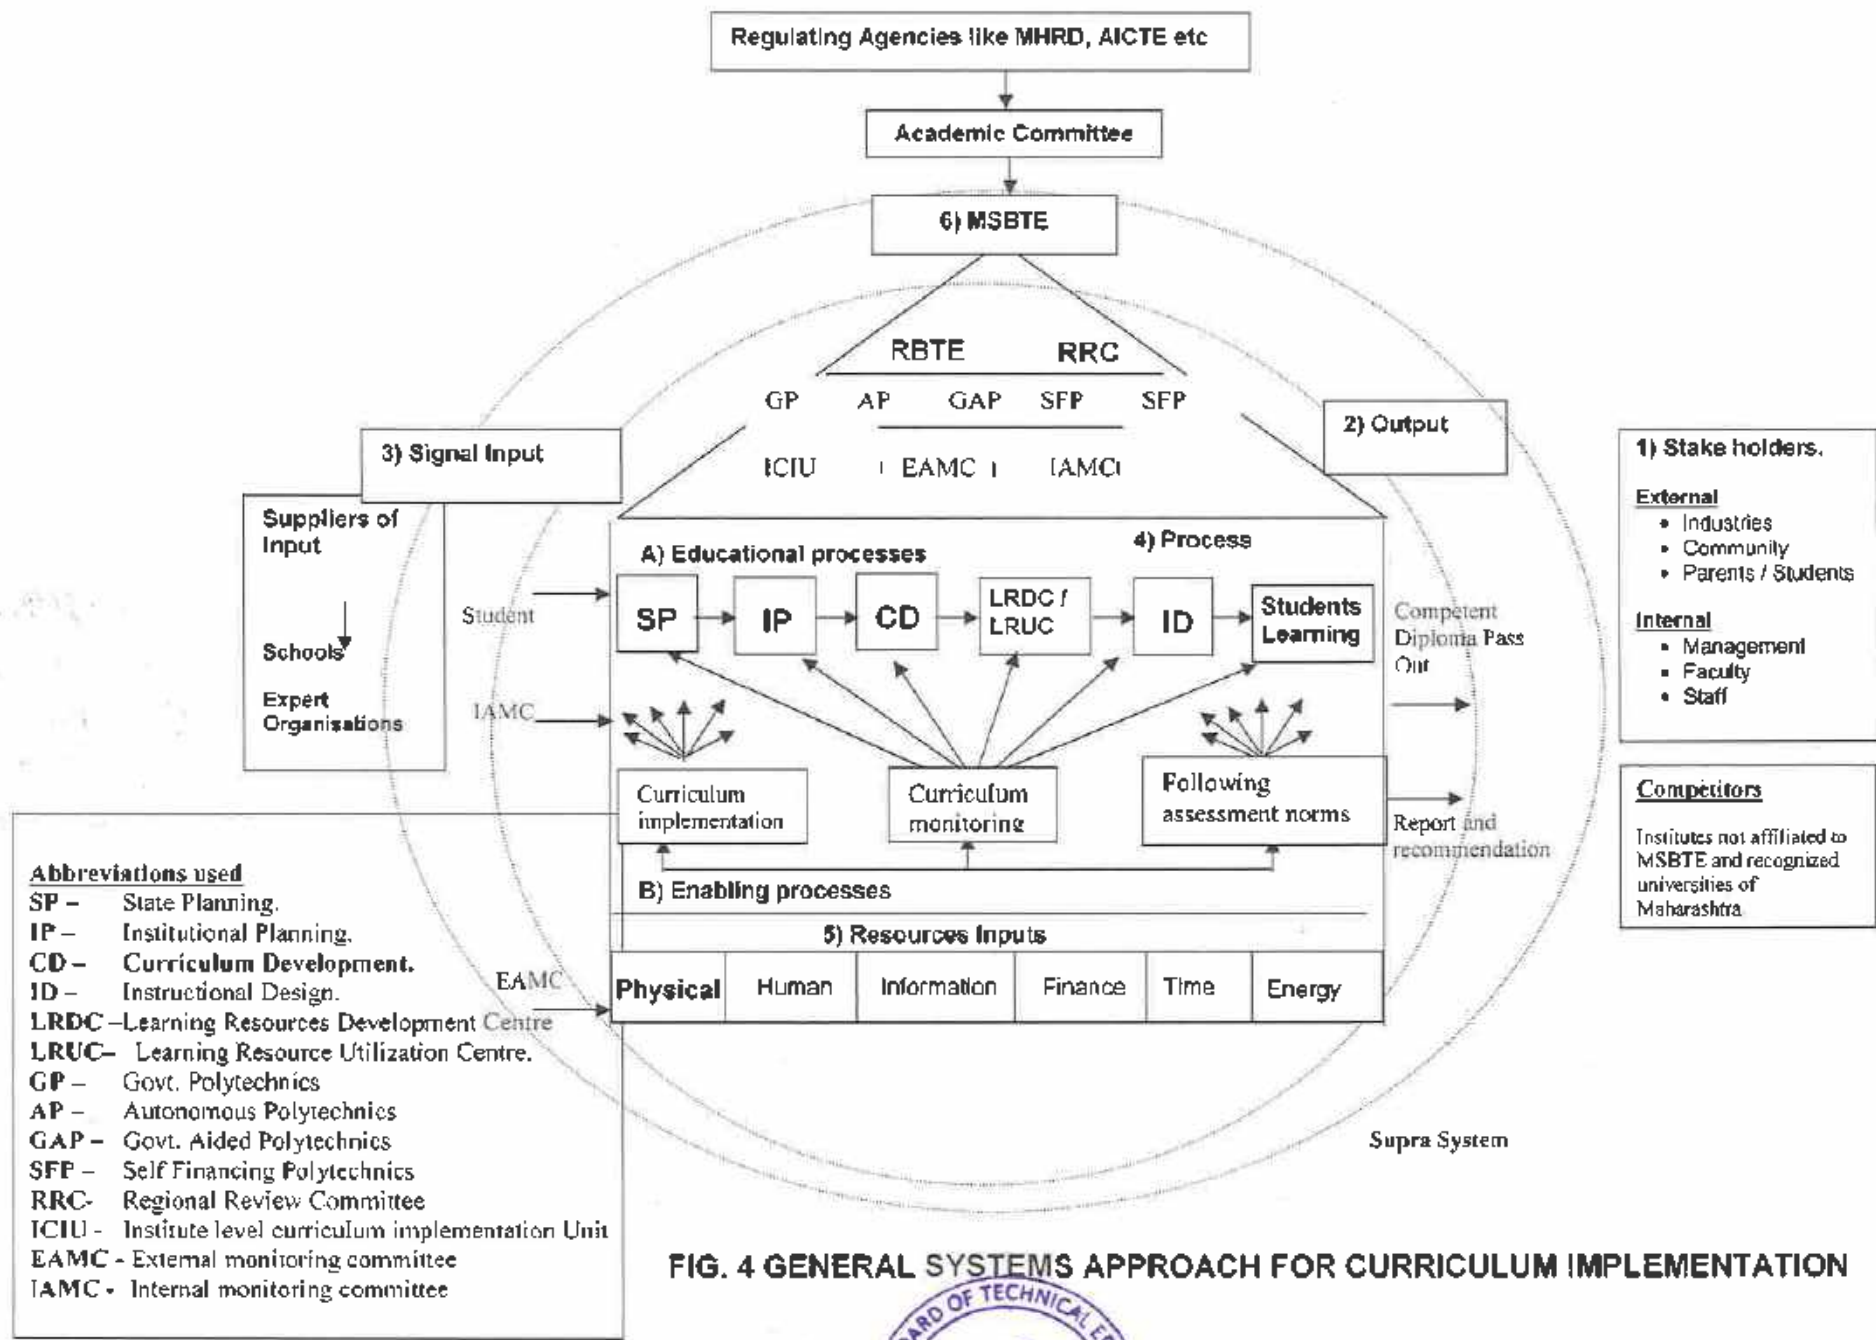 Regulating Agencies like MHRD, AICTE etc
Academic Committee
6) MSBTE
RBTE RRC
GP AP GAP SFP SFP
ICIU EAMC IAMC
3) Signal Input
2) Output
Suppliers of
Input
Schools
Expert
Organisations
1) Stake holders.
External
• Industries
• Community
• Parents / Students
Internal
• Management
• Faculty
• Staff
Competitors
Institutes not affiliated to
MSBTE and recognized
universities of
Maharashtra
A) Educational processes
4) Process
Student
SP
IP
CD
LRDC /
LRUC
ID
Students
Learning
Competent
Diploma Pass
Out
IAMC
Curriculum
implementation
Curriculum
monitoring
Following
assessment norms
Report and
recommendation
B) Enabling processes
5) Resources Inputs
EAMC
Physical Human Information Finance Time Energy
Abbreviations used
SP – State Planning.
IP – Institutional Planning.
CD – Curriculum Development.
ID – Instructional Design.
LRDC –Learning Resources Development Centre
LRUC– Learning Resource Utilization Centre.
GP – Govt. Polytechnics
AP – Autonomous Polytechnics
GAP – Govt. Aided Polytechnics
SFP – Self Financing Polytechnics
RRC- Regional Review Committee
ICIU - Institute level curriculum implementation Unit
EAMC - External monitoring committee
IAMC - Internal monitoring committee
Supra System
FIG. 4 GENERAL SYSTEMS APPROACH FOR CURRICULUM IMPLEMENTATION
OF TECHNICAL